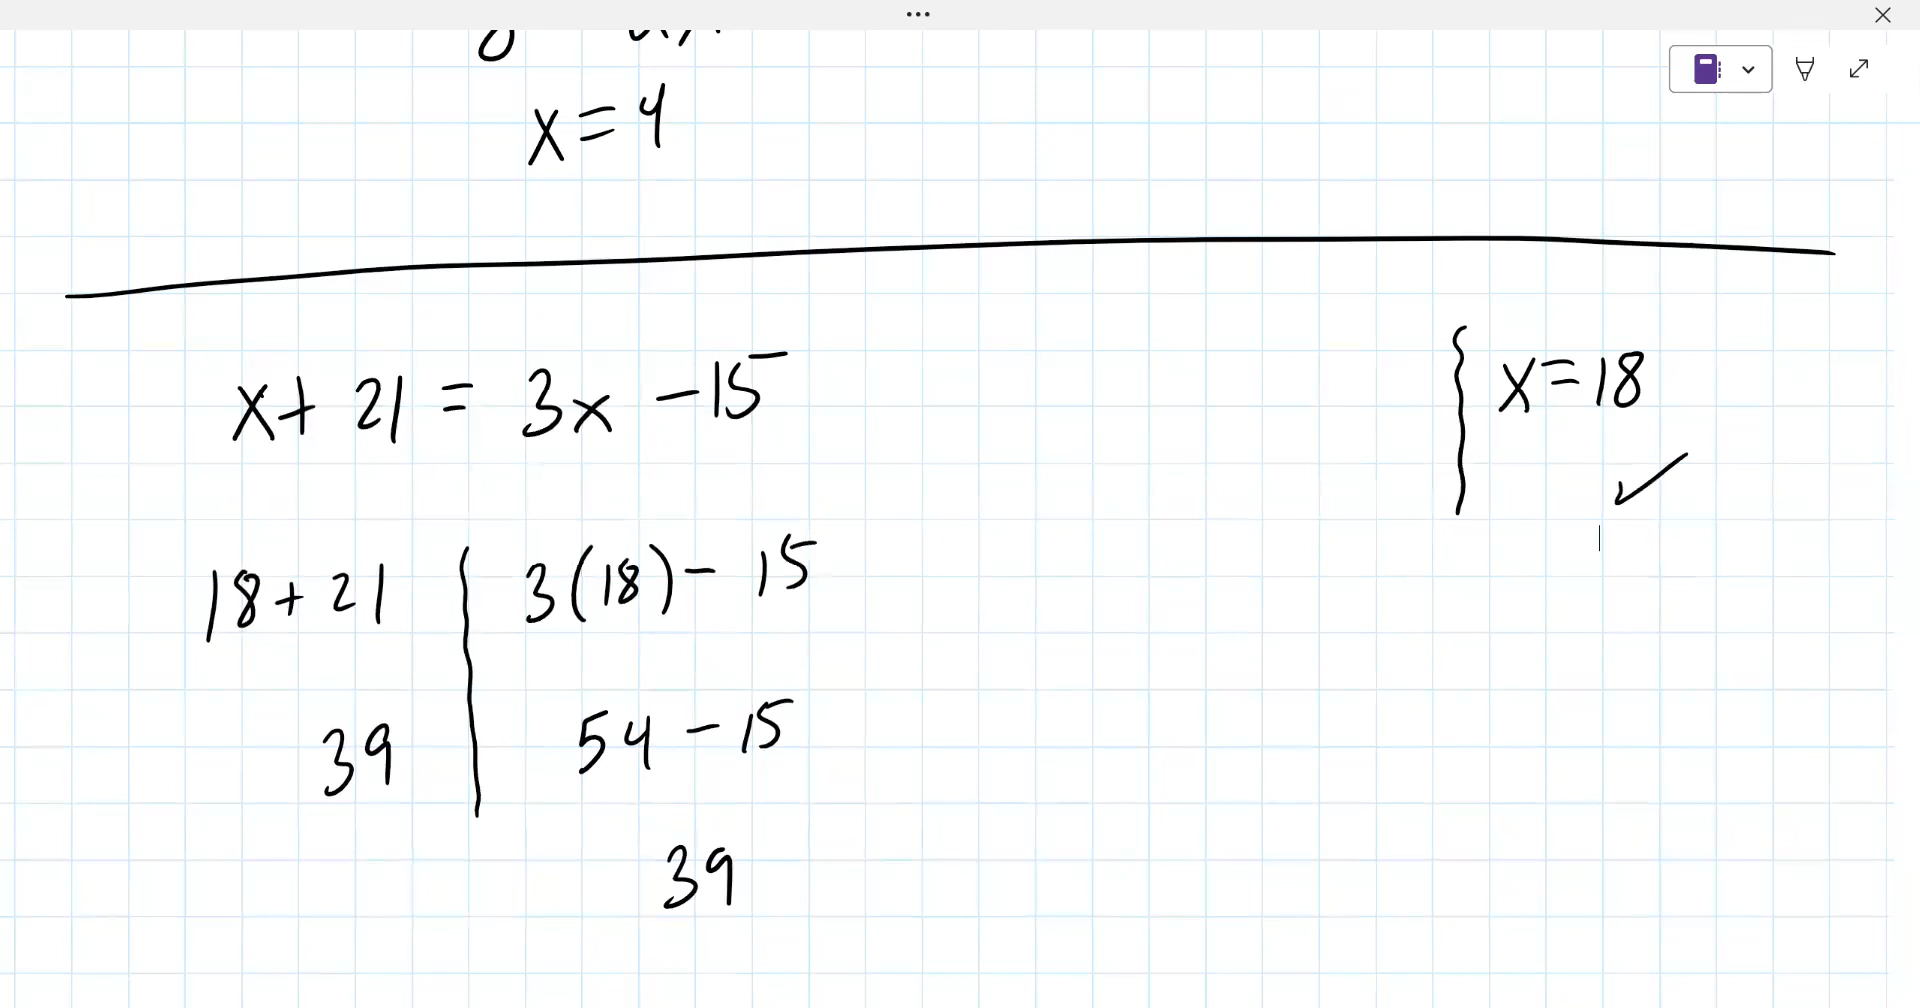 x = 4
x + 21 = 3x - 15
x = 18
18 + 21
3(18) - 15
39
54 - 15
39